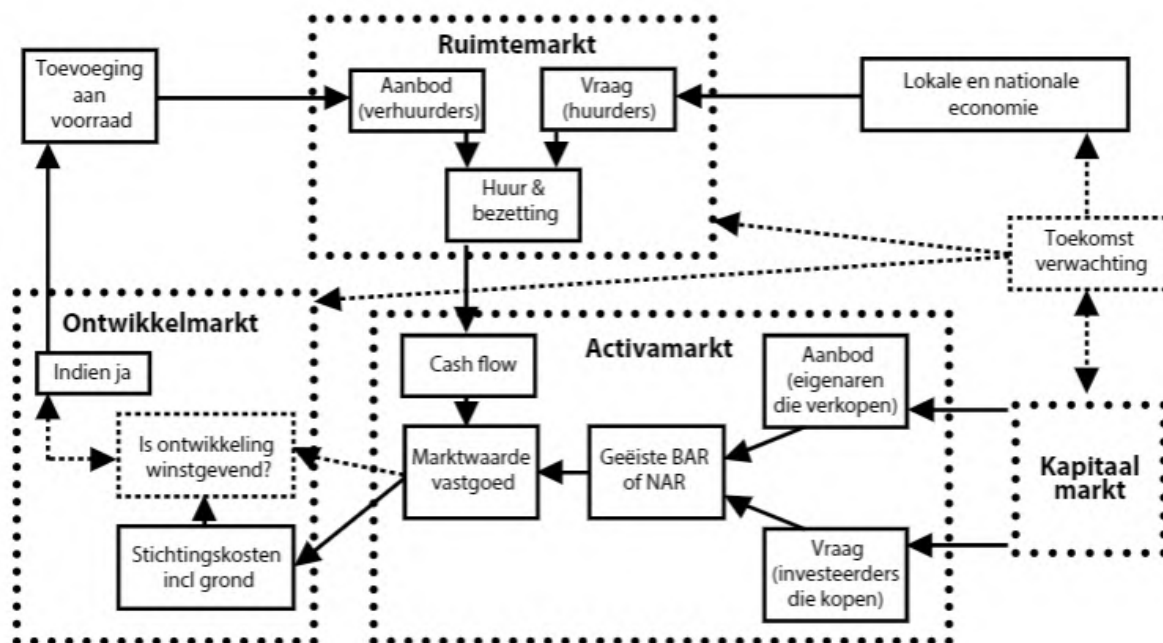 Ruimtemarkt
Toevoeging
aan
voorraad
Aanbod
(verhuurders)
Vraag
(huurders)
Lokale en nationale
economie
Huur &
bezetting
Toekomst
verwachting
Ontwikkelmarkt
Indien ja
Is ontwikkeling
winstgevend?
Stichtingskosten
incl grond
Activamarkt
Cash flow
Marktwaarde
vastgoed
Geëiste BAR
of NAR
Aanbod
(eigenaren
die verkopen)
Vraag
(investeerders
die kopen)
Kapitaal
markt